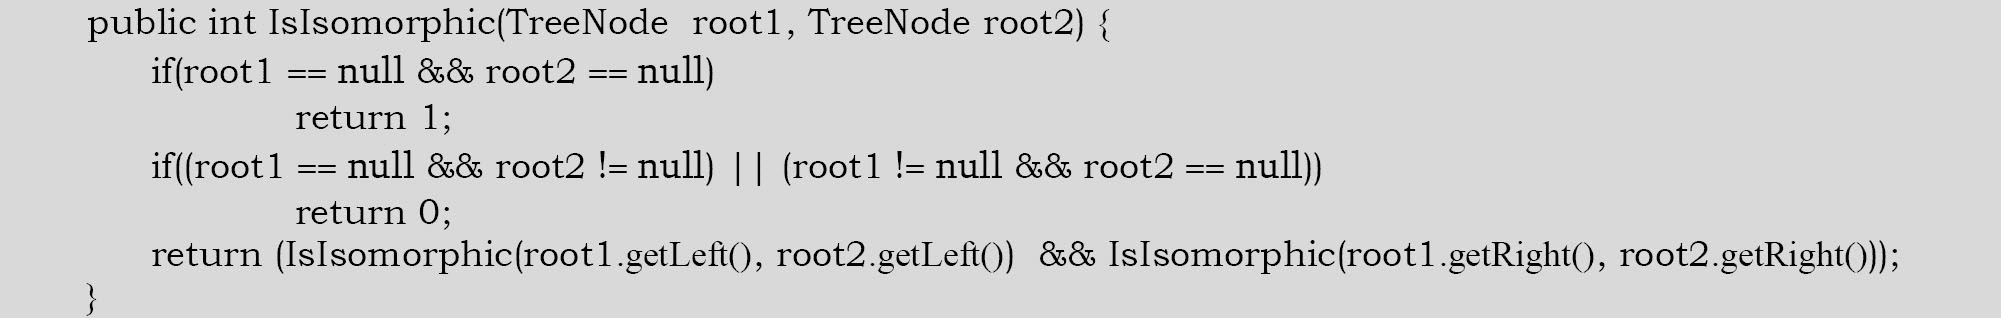 public int IsIsomorphic(TreeNode  root1, TreeNode root2) {
if(root1 == null && root2 == null)
return 1;
if((root1 == null && root2 != null) || (root1 != null && root2 == null))
return 0;
return (IsIsomorphic(root1.getLeft(), root2.getLeft())  && IsIsomorphic(root1.getRight(), root2.getRight()));
}